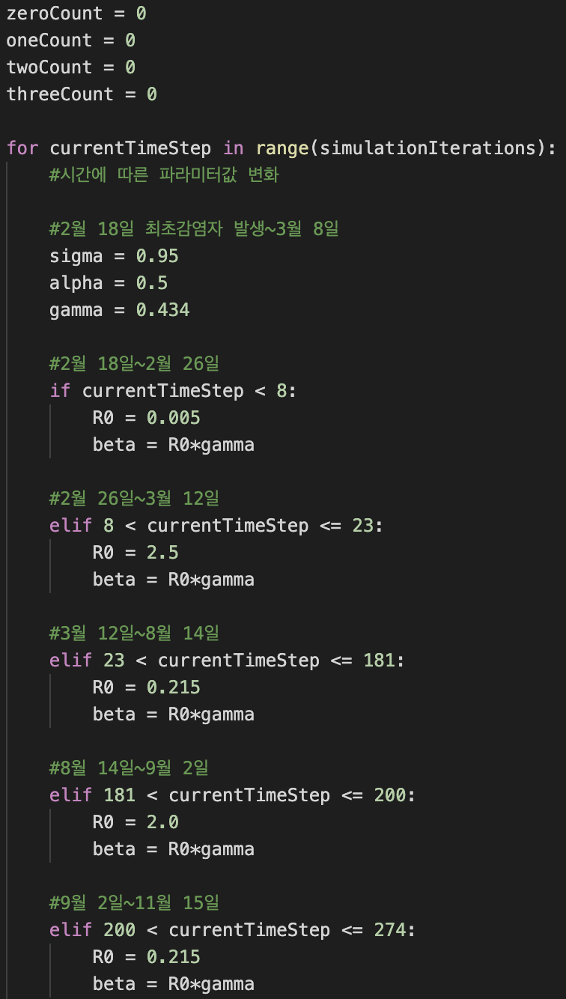 zeroCount = 0
oneCount = 0
twoCount = 0
threeCount = 0
for currentTimeStep in range(simulationIterations):
#시간에 따른 파라미터값 변화
#2월 18일 최초감염자 발생~3월 8일
sigma = 0.95
alpha = 0.5
gamma = 0.434
#2월 18일~2월 26일
if currentTimeStep < 8:
R0 = 0.005
beta = R0*gamma
#2월 26일~3월 12일
elif 8 < currentTimeStep <= 23:
R0 = 2.5
beta = R0*gamma
#3월 12일~8월 14일
elif 23 < currentTimeStep <= 181:
R0 = 0.215
beta = R0*gamma
#8월 14일~9월 2일
elif 181 < currentTimeStep <= 200:
R0 = 2.0
beta = R0*gamma
#9월 2일~11월 15일
elif 200 < currentTimeStep <= 274:
R0 = 0.215
beta = R0*gamma